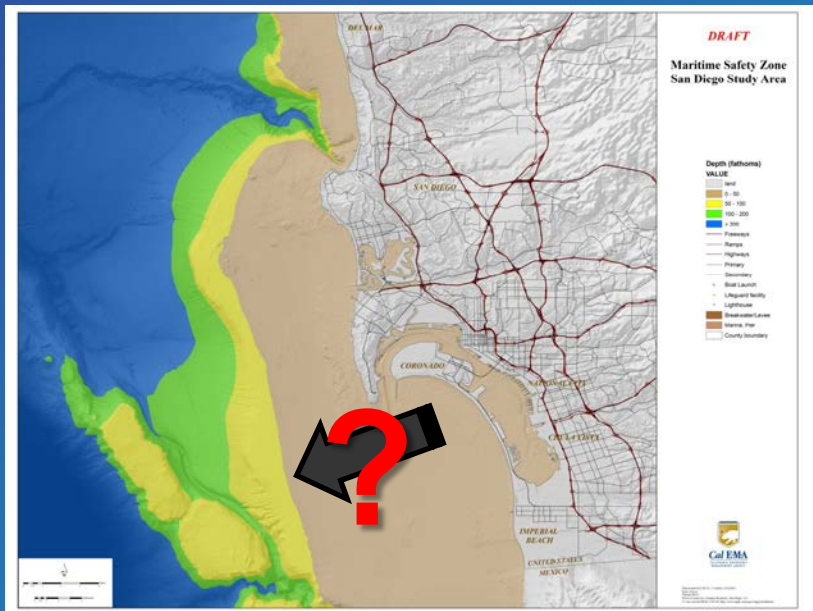 DEL MAR
DRAFT
Maritime Safety Zone
San Diego Study Area
SAN DIEGO
Depth (fathoms)
VALUE
land
0 - 50
50 - 100
100 - 200
> 200
Freeways
Ramps
Highways
Primary
Secondary
Boat Launch
Lifeguard facility
Lighthouse
Breakwater/Levee
Marina, Pier
County boundary
CORONADO
NATIONAL CITY
CHULA VISTA
?
IMPERIAL
BEACH
UNITED STATES
MEXICO
Cal EMA